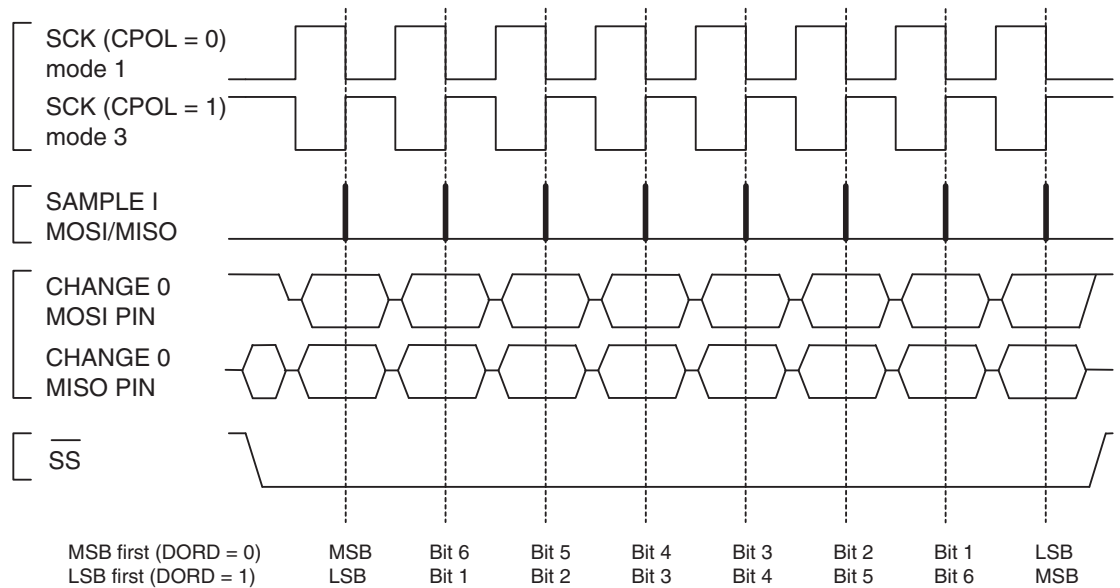 SCK (CPOL = 0)
mode 1
SCK (CPOL = 1)
mode 3
SAMPLE I
MOSI/MISO
CHANGE 0
MOSI PIN
CHANGE 0
MISO PIN
SS
MSB first (DORD = 0) MSB Bit 6 Bit 5 Bit 4 Bit 3 Bit 2 Bit 1 LSB
LSB first (DORD = 1) LSB Bit 1 Bit 2 Bit 3 Bit 4 Bit 5 Bit 6 MSB